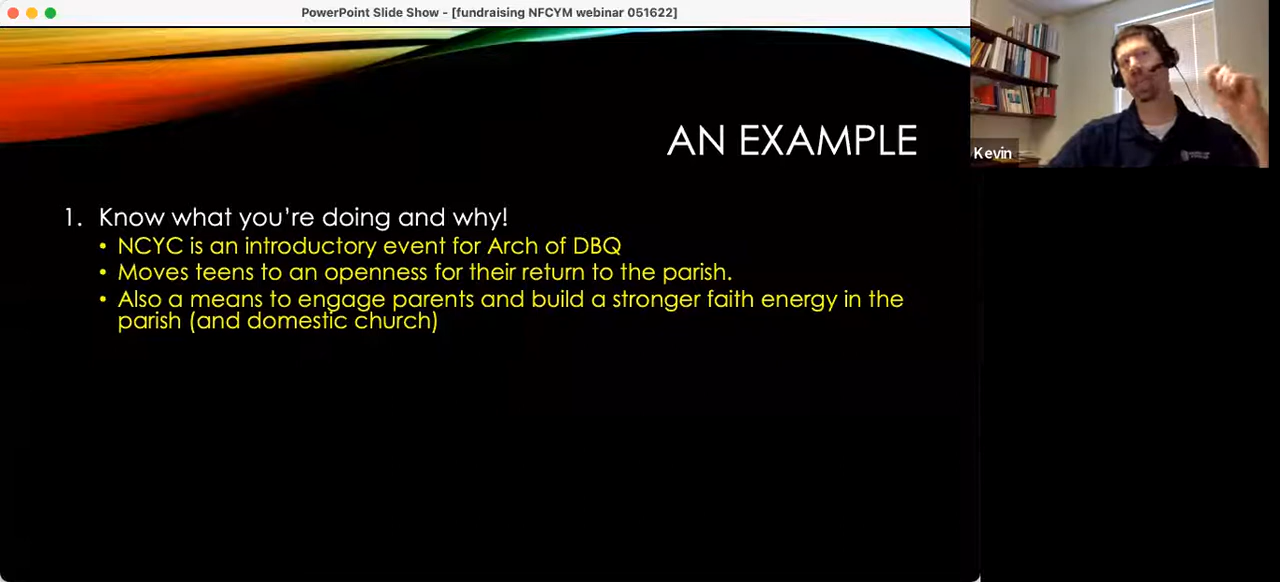 PowerPoint Slide Show - [fundraising NFCYM webinar 051622]
AN EXAMPLE
Kevin
1. Know what you're doing and why!
• NCYC is an introductory event for Arch of DBQ
• Moves teens to an openness for their return to the parish.
• Also a means to engage parents and build a stronger faith energy in the
parish (and domestic church)